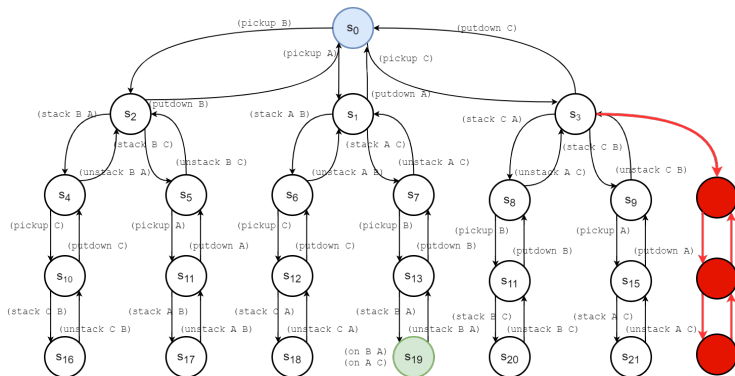 (pickup B)
s0
(putdown C)
(pickup A)
(pickup C)
(putdown B)
(putdown A)
s2
s1
s3
(stack B A)
(stack A B)
(stack C A)
(stack B C)
(stack A C)
(stack C B)
(unstack B C)
(unstack A C)
(unstack C B)
(unstack B A)
(unstack A B)
(unstack A C)
s4
s5
s6
s7
s8
s9
(pickup C)
(pickup A)
(pickup C)
(pickup B)
(pickup B)
(pickup A)
(putdown C)
(putdown A)
(putdown C)
(putdown B)
(putdown B)
(putdown A)
s10
s11
s12
s13
s11
s15
(stack C B)
(stack A B)
(stack C A)
(stack B A)
(stack B C)
(stack A C)
(unstack C B)
(unstack A B)
(unstack C A)
(unstack B A)
(unstack B C)
(unstack A C)
(on B A)
(on A C)
s16
s17
s18
s19
s20
s21